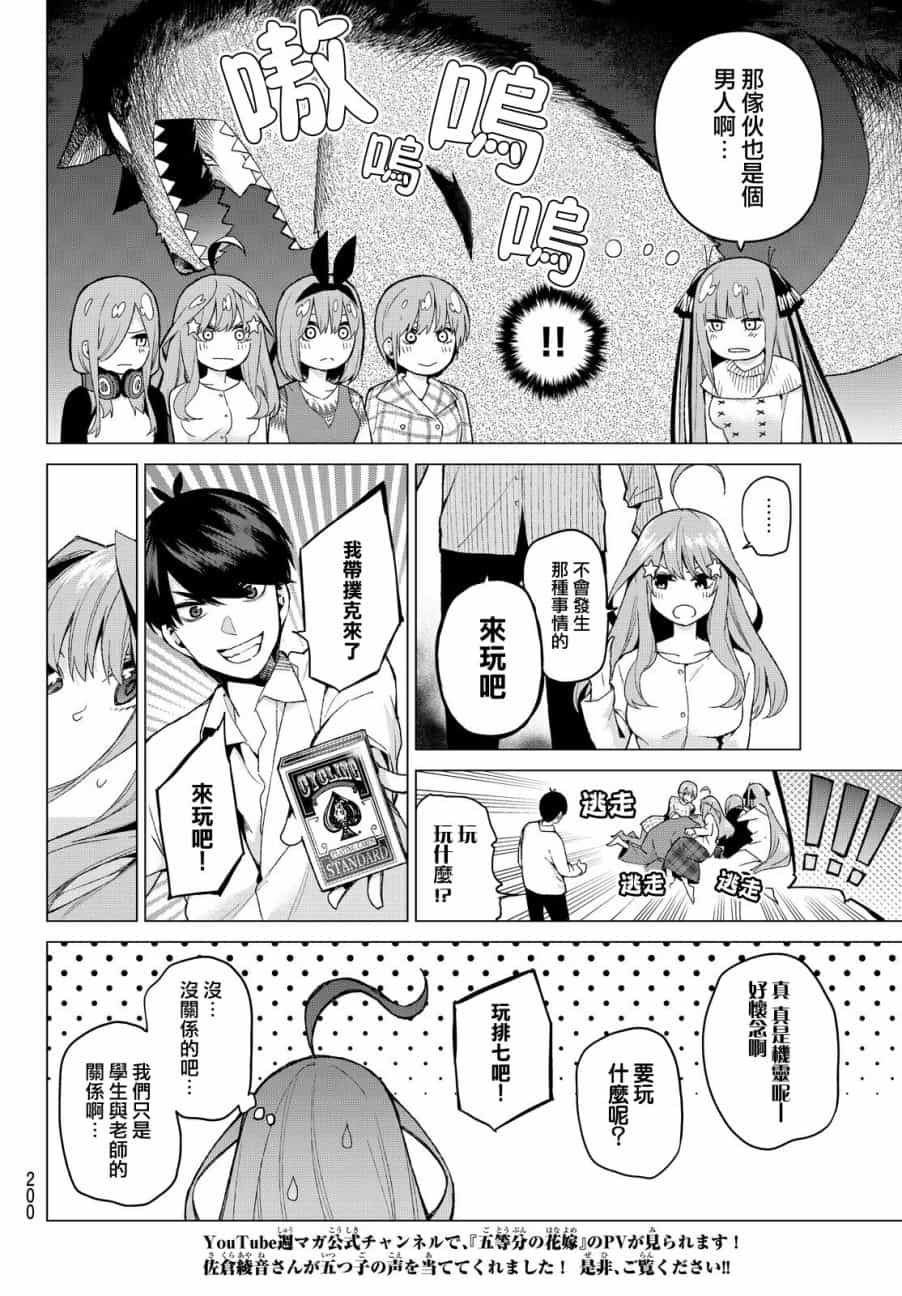 那傢伙也是個
男人啊…
嗷
嗚
嗚
嗚…
!!
…
不會發生
那種事情的
來玩吧
我帶撲克來了
來玩吧！
CYCLING
PLAYING CARDS
STANDARD
!!!!
逃走
逃走
逃走
玩
玩什麼!?
真 真是機靈呢ー
好懷念啊
要玩
什麼呢？
玩排七吧！
沒…
沒關係的吧…
我們只是
學生與老師的
關係啊…
200
YouTube週マガ公式チャンネルで、『五等分の花嫁』のPVが見られます！
佐倉綾音さんが五つ子の声を当ててくれました！ 是非、ご覧ください!!